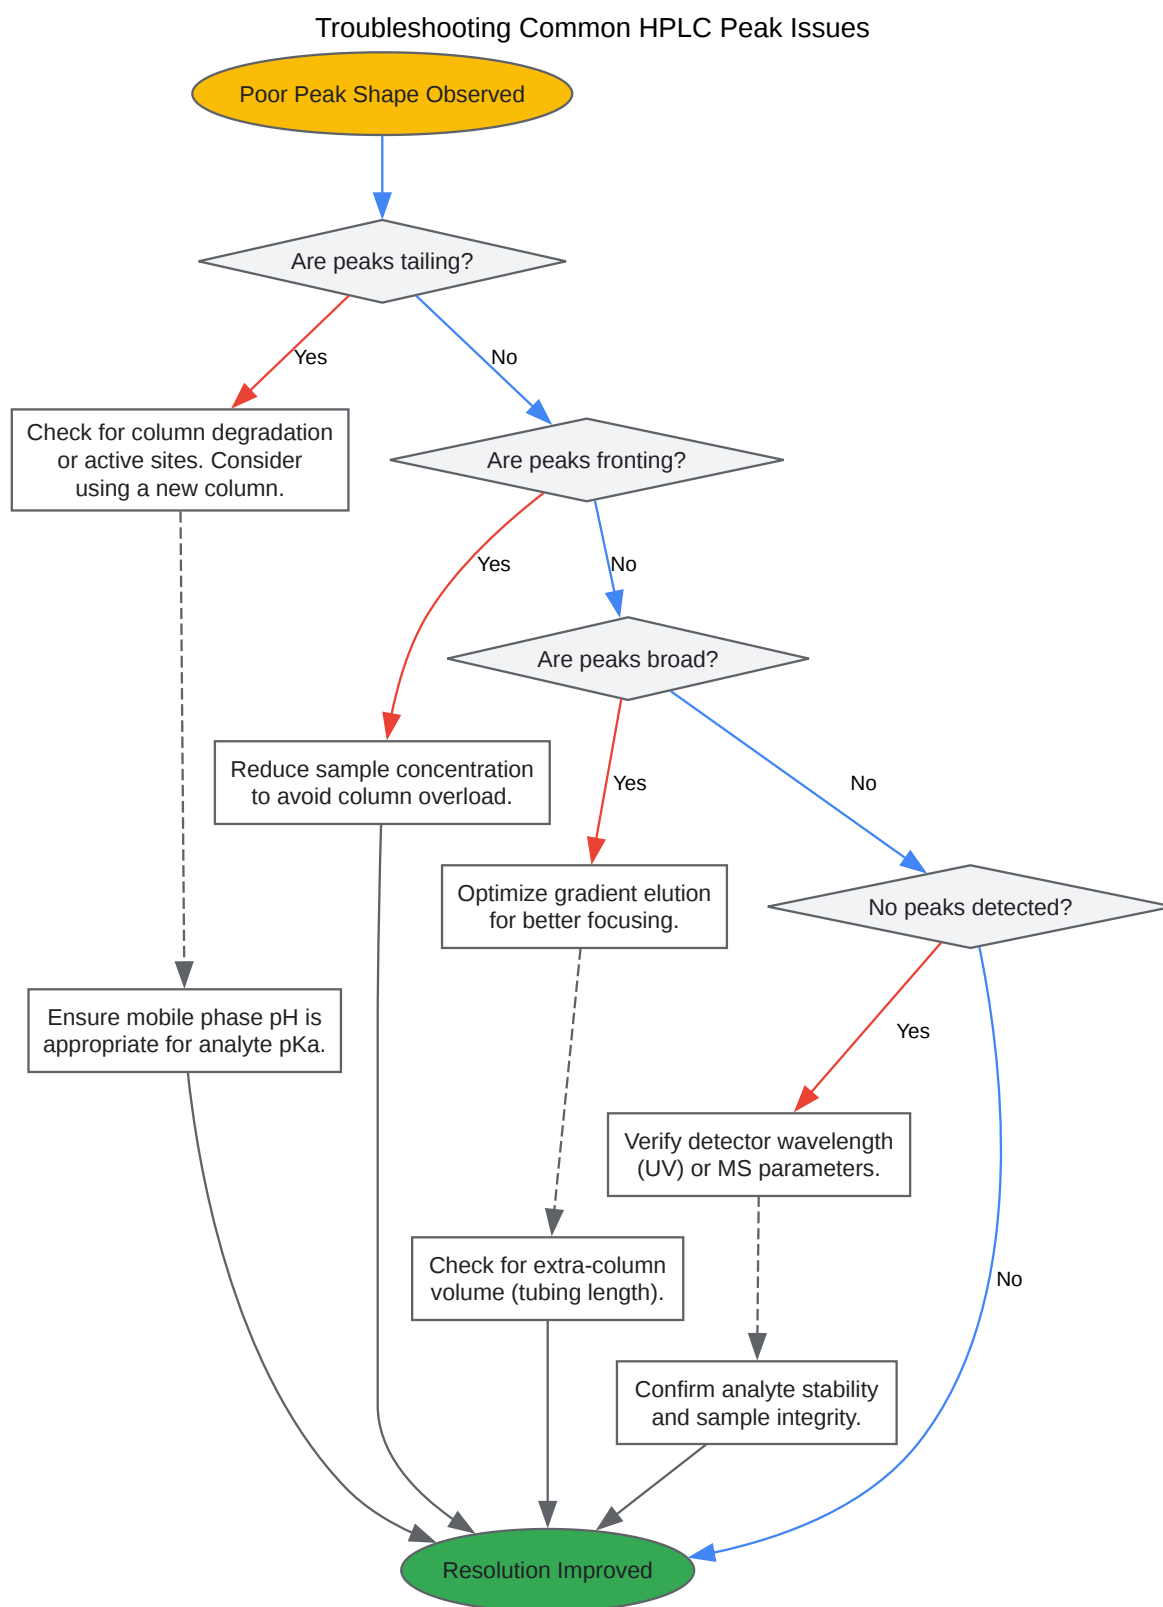 Troubleshooting Common HPLC Peak Issues
Poor Peak Shape Observed
Are peaks tailing?
Yes
No
Check for column degradation
or active sites. Consider
using a new column.
Are peaks fronting?
Yes
No
Are peaks broad?
Reduce sample concentration
to avoid column overload.
Yes
No
Optimize gradient elution
for better focusing.
No peaks detected?
Ensure mobile phase pH is
appropriate for analyte pKa.
Yes
Verify detector wavelength
(UV) or MS parameters.
Check for extra-column
volume (tubing length).
No
Confirm analyte stability
and sample integrity.
Resolution Improved